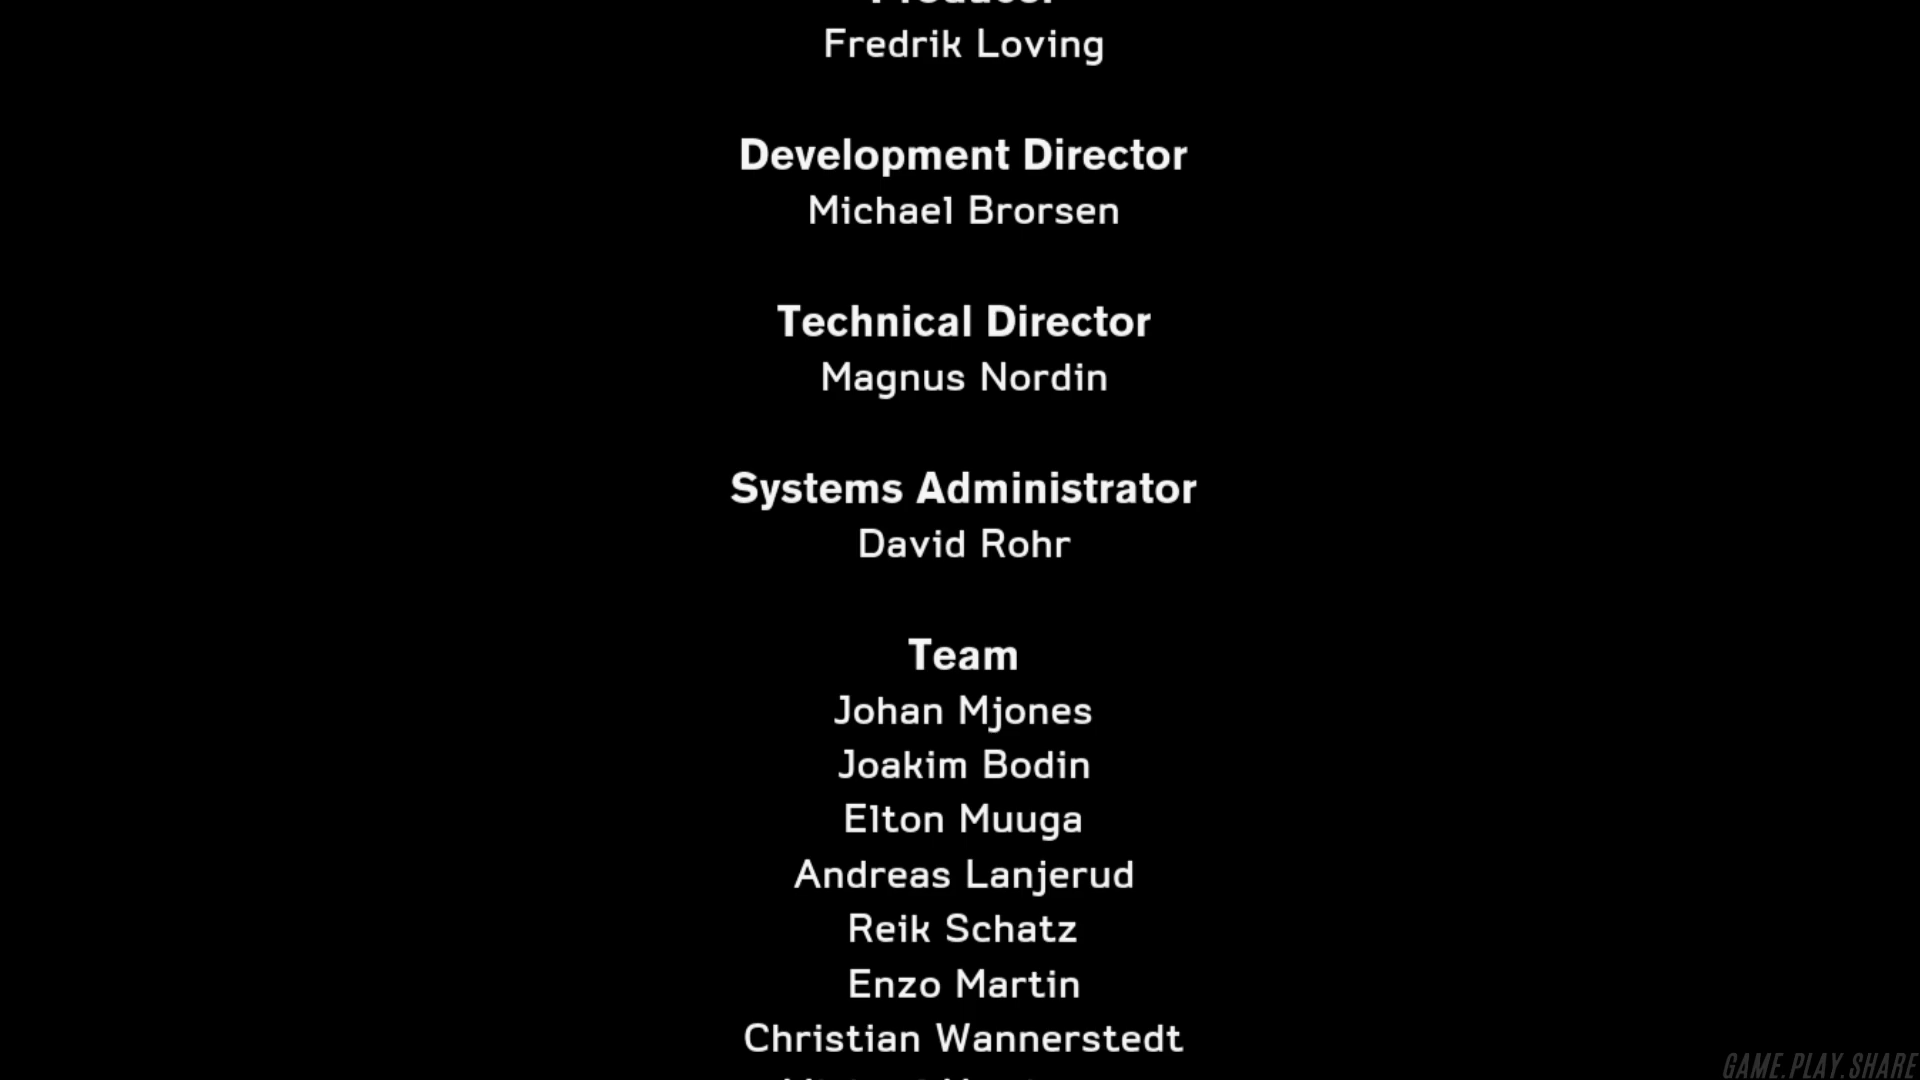 Producer
Fredrik Loving
Development Director
Michael Brorsen
Technical Director
Magnus Nordin
Systems Administrator
David Rohr
Team
Johan Mjones
Joakim Bodin
Elton Muuga
Andreas Lanjerud
Reik Schatz
Enzo Martin
Christian Wannerstedt
GAME.PLAY.SHARE